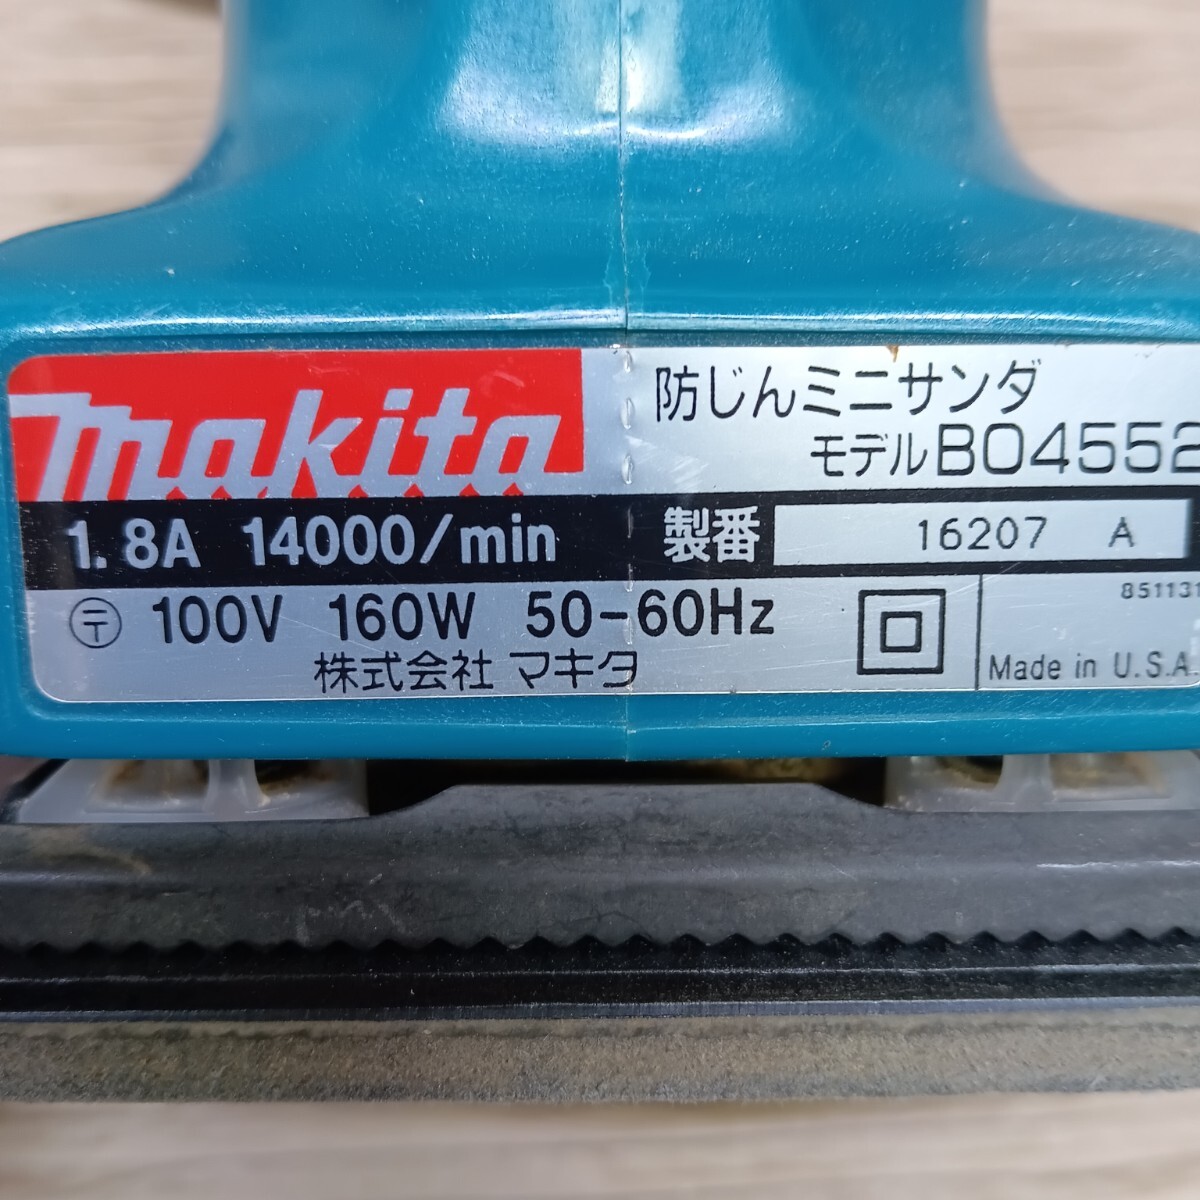 makita
防じんミニサンダ
モデルBO4552
1.8A 14000/min 製番 16207 A
〒 100V 160W 50-60Hz
851131
株式会社 マキタ
Made in U.S.A.